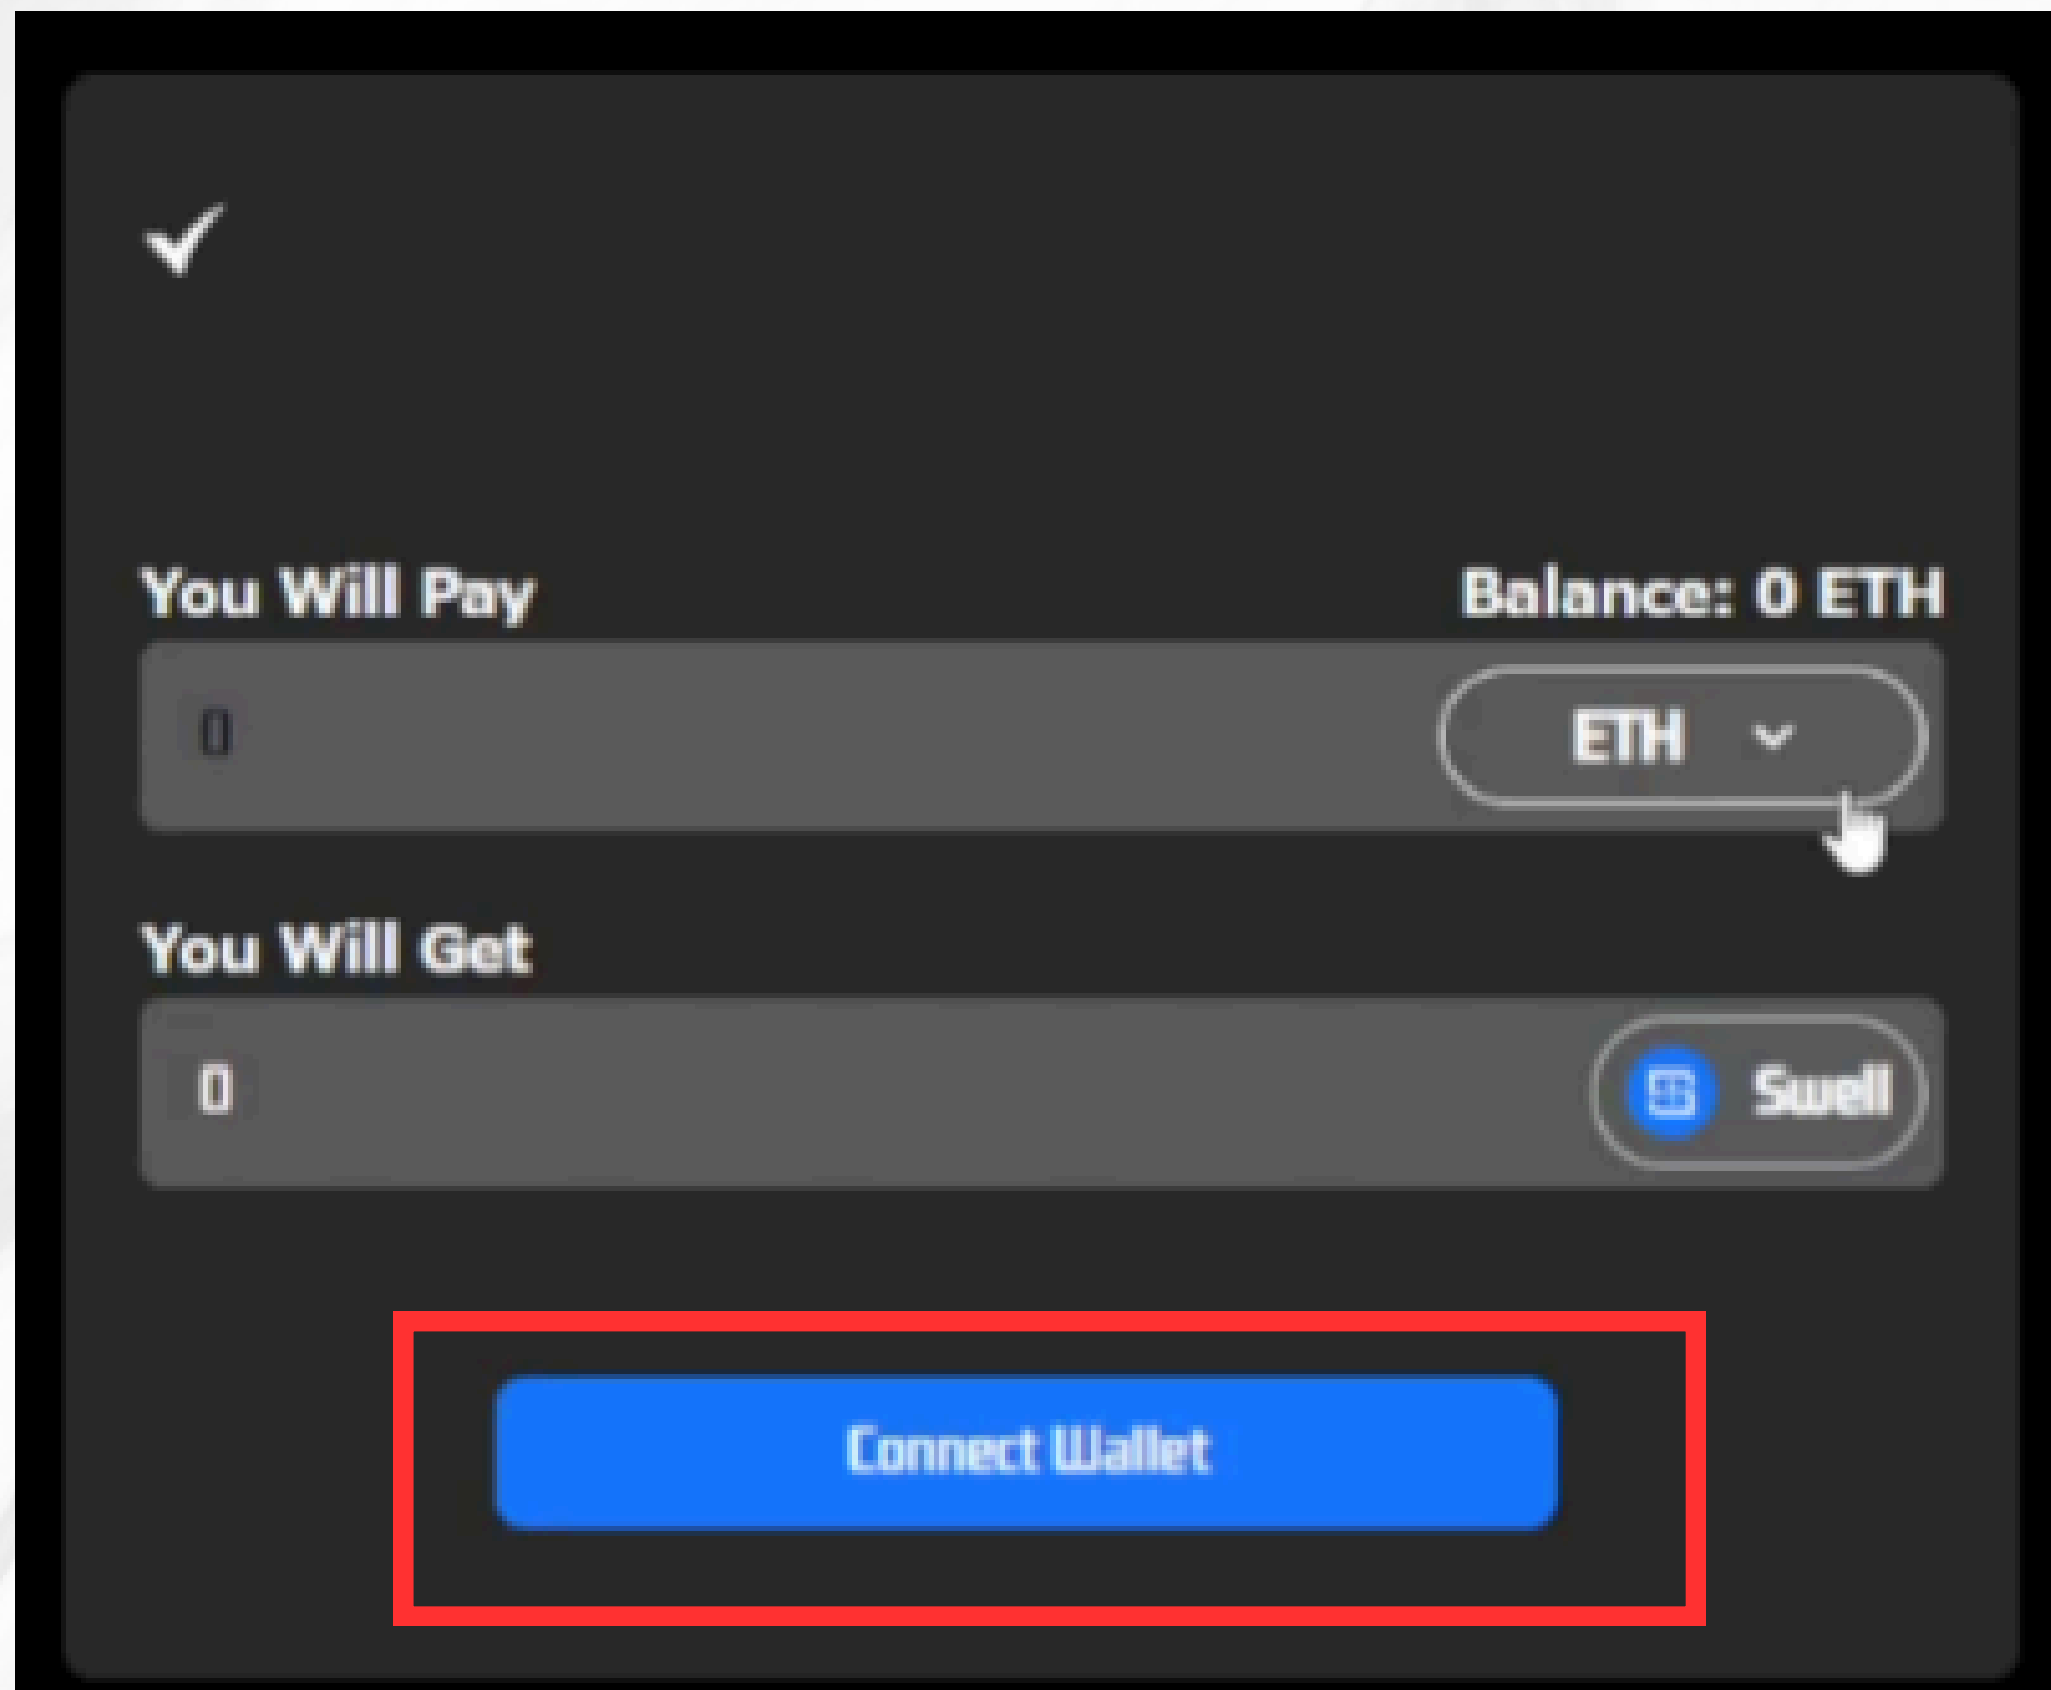 You Will Pay
Balance: 0 ETH
0
ETH
You Will Get
0
Swell
Connect Wallet